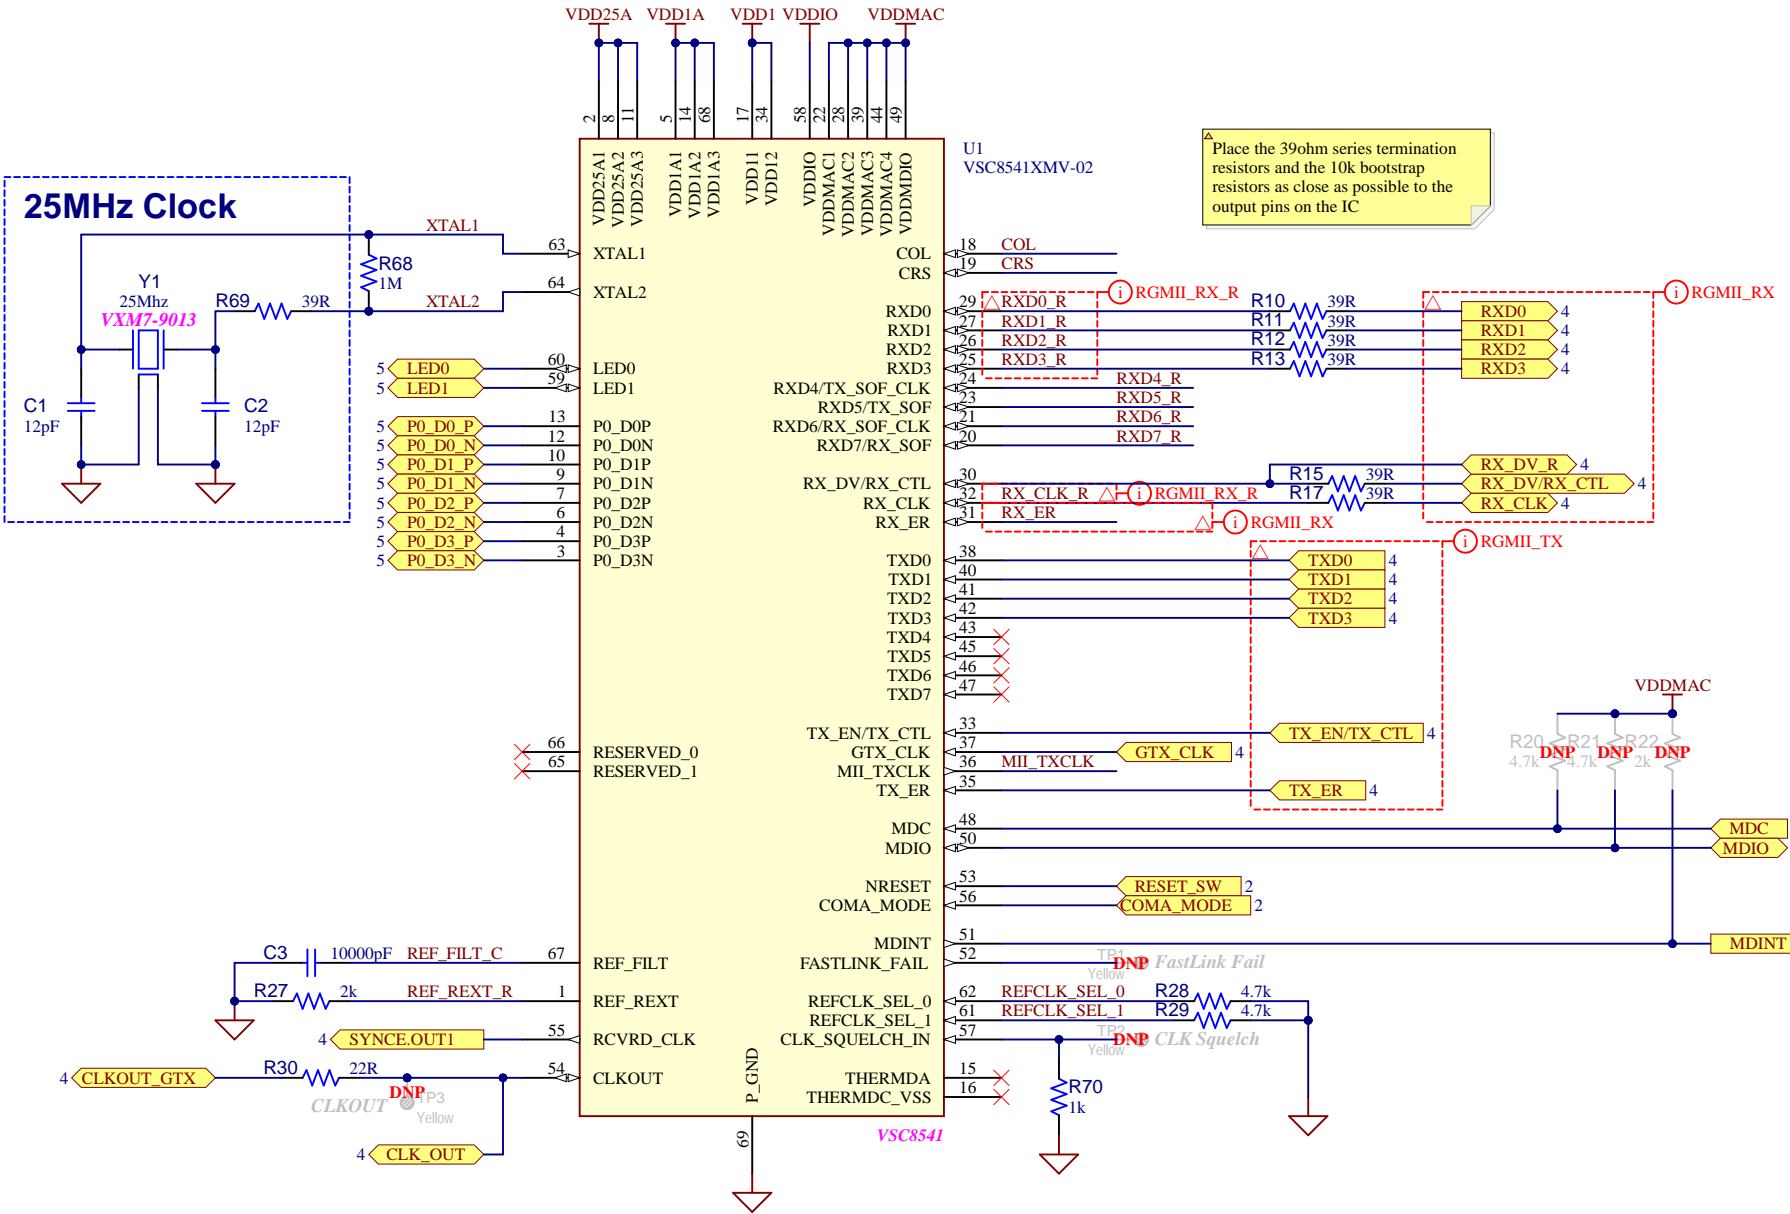 VDD25A VDD1A VDD1 VDDIO VDDMAC
2 8 11 5 14 68 17 34 58 22 28 39 44 49
VDD25A1 VDD25A2 VDD25A3 VDD1A1 VDD1A2 VDD1A3 VDD11 VDD12 VDDIO VDDMAC1 VDDMAC2 VDDMAC3 VDDMAC4 VDDMDIO
U1
VSC8541XMV-02
Place the 39ohm series termination
resistors and the 10k bootstrap
resistors as close as possible to the
output pins on the IC
25MHz Clock
XTAL1 63 XTAL1
R68
1M
XTAL2 64 XTAL2
Y1
25Mhz
VXM7-9013
R69 39R
C1
12pF
C2
12pF
5 LED0 60 LED0
5 LED1 59 LED1
5 P0_D0_P 13 P0_D0P
5 P0_D0_N 12 P0_D0N
5 P0_D1_P 10 P0_D1P
5 P0_D1_N 9 P0_D1N
5 P0_D2_P 7 P0_D2P
5 P0_D2_N 6 P0_D2N
5 P0_D3_P 4 P0_D3P
5 P0_D3_N 3 P0_D3N
66 RESERVED_0
65 RESERVED_1
C3 10000pF REF_FILT_C 67 REF_FILT
R27 2k REF_REXT_R 1 REF_REXT
4 SYNCE.OUT1 55 RCVRD_CLK
4 CLKOUT_GTX R30 22R 54 CLKOUT
DNP
CLKOUT TP3
Yellow
4 CLK_OUT
P_GND
69
VSC8541
COL 18 COL
CRS 19 CRS
RGMII_RX_R
RGMII_RX
RXD0 29 RXD0_R R10 39R RXD0 4
RXD1 27 RXD1_R R11 39R RXD1 4
RXD2 26 RXD2_R R12 39R RXD2 4
RXD3 25 RXD3_R R13 39R RXD3 4
RXD4/TX_SOF_CLK 24 RXD4_R
RXD5/TX_SOF 23 RXD5_R
RXD6/RX_SOF_CLK 21 RXD6_R
RXD7/RX_SOF 20 RXD7_R
RX_DV_R 4
RX_DV/RX_CTL 30 R15 39R RX_DV/RX_CTL 4
RX_CLK 32 RX_CLK_R i RGMII_RX_R R17 39R RX_CLK 4
RX_ER 31 RX_ER i RGMII_RX
i RGMII_TX
TXD0 38 TXD0 4
TXD1 40 TXD1 4
TXD2 41 TXD2 4
TXD3 42 TXD3 4
TXD4 43
TXD5 45
TXD6 46
TXD7 47
TX_EN/TX_CTL 33 TX_EN/TX_CTL 4
GTX_CLK 37 GTX_CLK 4
MII_TXCLK 36 MII_TXCLK
TX_ER 35 TX_ER 4
VDDMAC
R20 DNP R21 DNP R22 DNP
4.7k 4.7k 2k
MDC 48 MDC
MDIO 50 MDIO
NRESET 53 RESET_SW 2
COMA_MODE 56 COMA_MODE 2
MDINT 51 MDINT
FASTLINK_FAIL 52 TP1 DNP FastLink Fail
Yellow
REFCLK_SEL_0 62 REFCLK_SEL_0 R28 4.7k
REFCLK_SEL_1 61 REFCLK_SEL_1 R29 4.7k
CLK_SQUELCH_IN 57 TP2 DNP CLK Squelch
Yellow
THERMDA 15
THERMDC_VSS 16
R70
1k